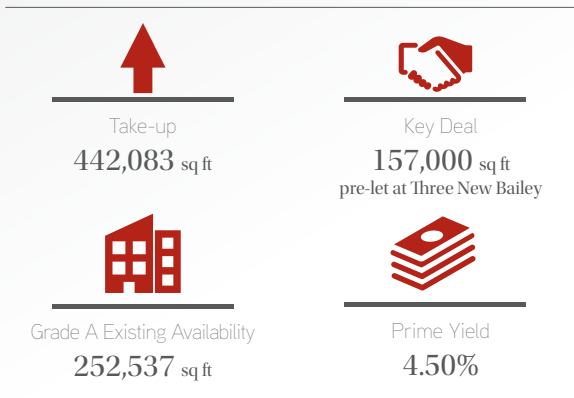 Take-up
442,083 sq ft
Key Deal
157,000 sq ft
pre-let at Three New Bailey
Grade A Existing Availability
252,537 sq ft
Prime Yield
4.50%